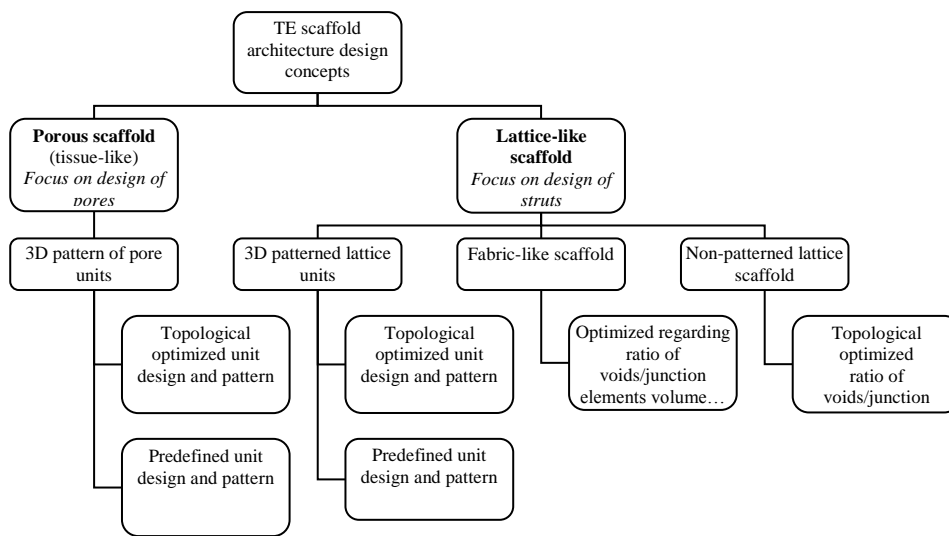 TE scaffold
architecture design
concepts
Porous scaffold
(tissue-like)
Focus on design of
pores
Lattice-like
scaffold
Focus on design of
struts
3D pattern of pore
units
3D patterned lattice
units
Fabric-like scaffold
Non-patterned lattice
scaffold
Topological
optimized unit
design and pattern
Topological
optimized unit
design and pattern
Optimized regarding
ratio of
voids/junction
elements volume…
Topological
optimized
ratio of
voids/junction
Predefined unit
design and pattern
Predefined unit
design and pattern